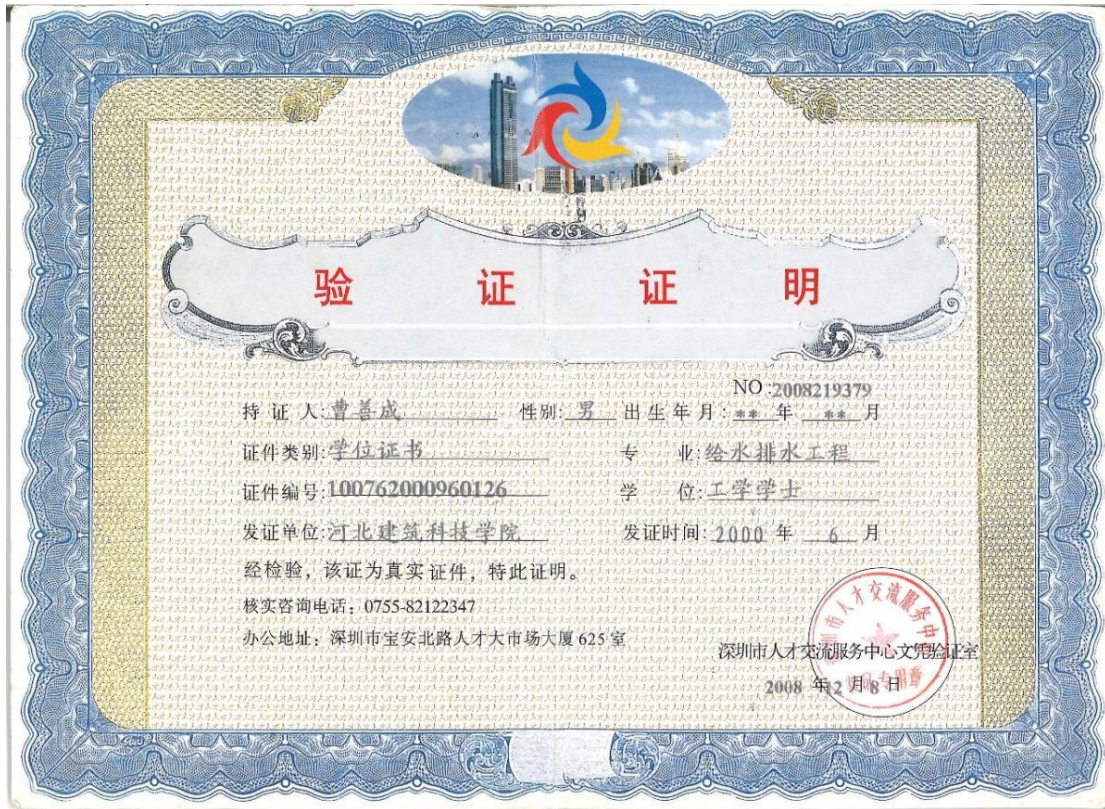 验证证明
NO:2008219379
持 证 人:曹善成 性别:男 出生年月:** 年 ** 月
证件类别:学位证书 专 业:给水排水工程
证件编号:100762000960126 学 位:工学学士
发证单位:河北建筑科技学院 发证时间:2000 年 6 月
经检验，该证为真实证件，特此证明。
核实咨询电话：0755-82122347
办公地址：深圳市宝安北路人才大市场大厦 625 室
深圳市人才交流服务中心文凭验证室
2008 年12 月 8 日